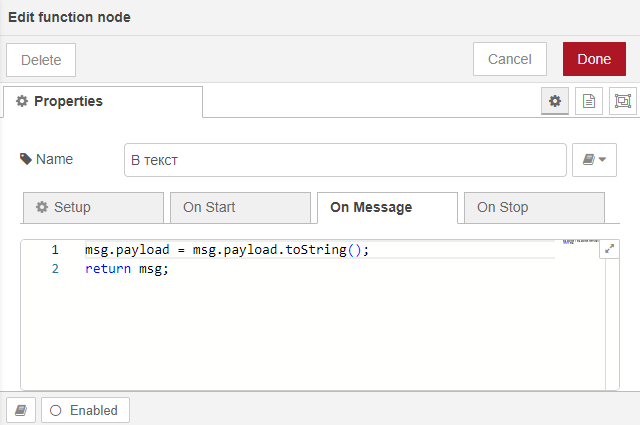 Edit function node
Delete
Cancel
Done
Properties
Name
В текст
Setup
On Start
On Message
On Stop
1 msg.payload = msg.payload.toString();
2 return msg;
Enabled